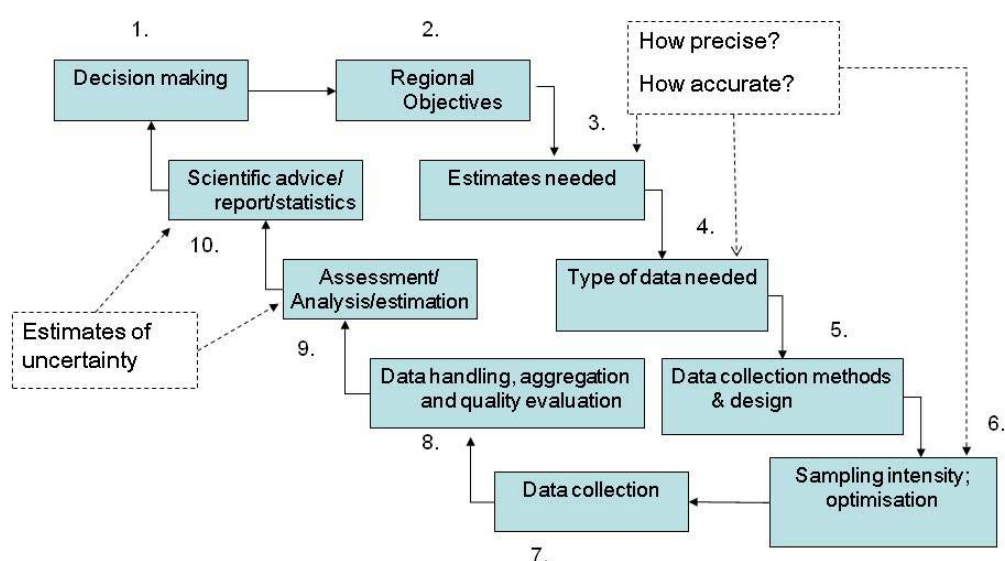 1.
Decision making
2.
Regional
Objectives
How precise?
How accurate?
3.
Estimates needed
4.
Type of data needed
5.
Data collection methods
& design
6.
Sampling intensity;
optimisation
7.
Data collection
8.
Data handling, aggregation
and quality evaluation
9.
Assessment/
Analysis/estimation
10.
Scientific advice/
report/statistics
Estimates of
uncertainty